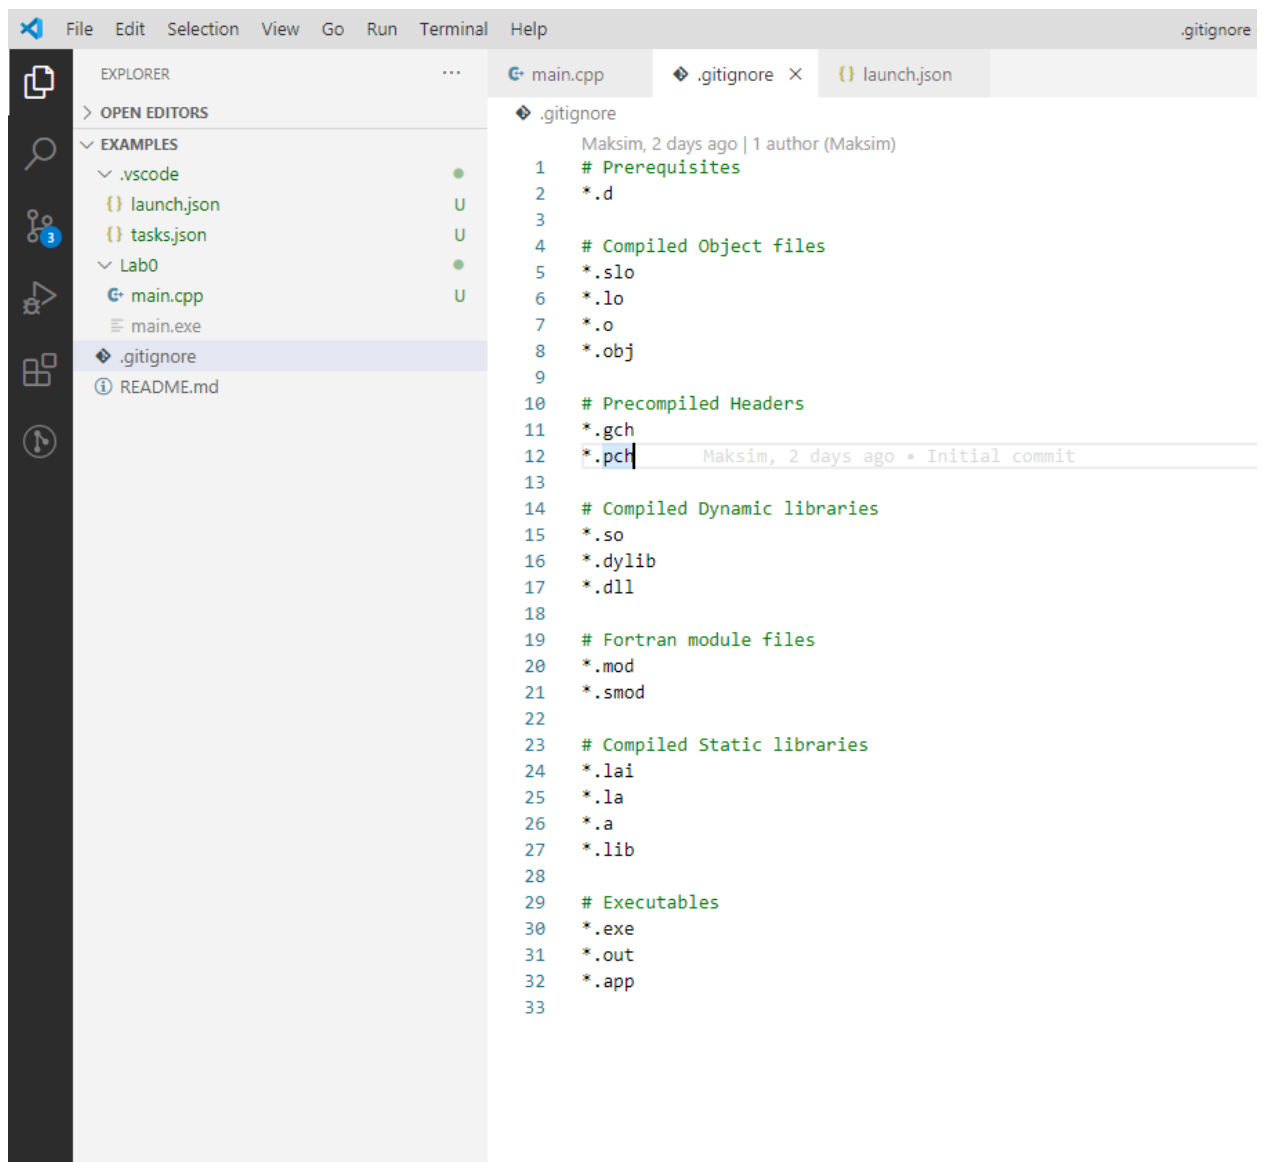 File Edit Selection View Go Run Terminal Help .gitignore
EXPLORER ···
OPEN EDITORS
EXAMPLES
.vscode
{} launch.json U
{} tasks.json U
Lab0
main.cpp U
main.exe
.gitignore
README.md
3
main.cpp .gitignore × {} launch.json
.gitignore
Maksim, 2 days ago | 1 author (Maksim)
1 # Prerequisites
2 *.d
3
4 # Compiled Object files
5 *.slo
6 *.lo
7 *.o
8 *.obj
9
10 # Precompiled Headers
11 *.gch
12 *.pch Maksim, 2 days ago • Initial commit
13
14 # Compiled Dynamic libraries
15 *.so
16 *.dylib
17 *.dll
18
19 # Fortran module files
20 *.mod
21 *.smod
22
23 # Compiled Static libraries
24 *.lai
25 *.la
26 *.a
27 *.lib
28
29 # Executables
30 *.exe
31 *.out
32 *.app
33